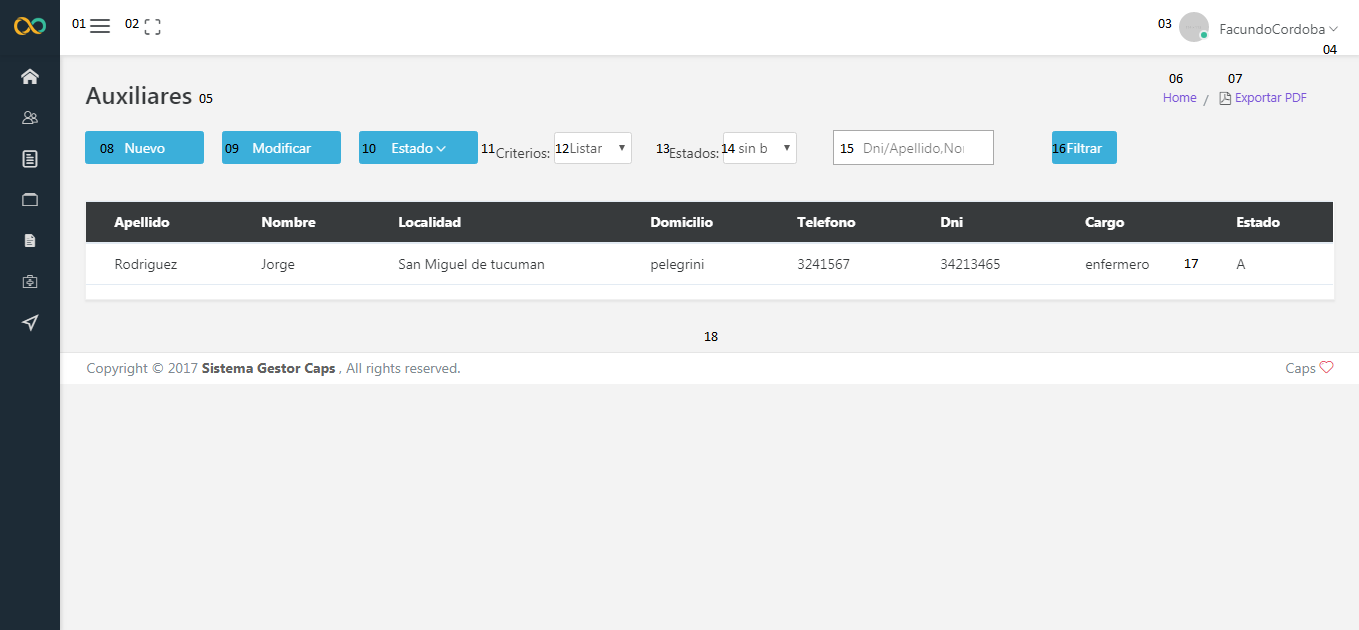 01 02 03 FacundoCordoba
04
06 07
Auxiliares 05 Home / Exportar PDF
08 Nuevo 09 Modificar 10 Estado 11 Criterios: 12 Listar 13 Estados: 14 sin b 15 Dni/Apellido,No 16 Filtrar
Apellido Nombre Localidad Domicilio Telefono Dni Cargo Estado
Rodriguez Jorge San Miguel de tucuman pelegrini 3241567 34213465 enfermero 17 A
18
Copyright © 2017 Sistema Gestor Caps , All rights reserved. Caps